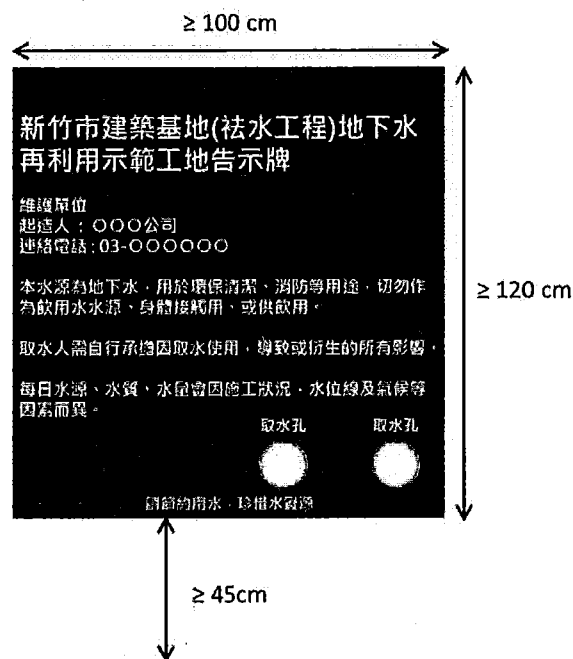 ≥ 100 cm
新竹市建築基地(祛水工程)地下水
再利用示範工地告示牌
維護單位
起造人：○○○公司
連絡電話：03-○○○○○○
≥ 120 cm
本水源為地下水，用於環保清潔、消防等用途，切勿作
為飲用水水源、身體接觸用、或供飲用。
取水人需自行承擔因取水使用，導致或衍生的所有影響。
每日水源、水質、水量會因施工狀況，水位線及氣候等
因素而異。
取水孔 取水孔
請節約用水，珍惜水資源
≥ 45cm